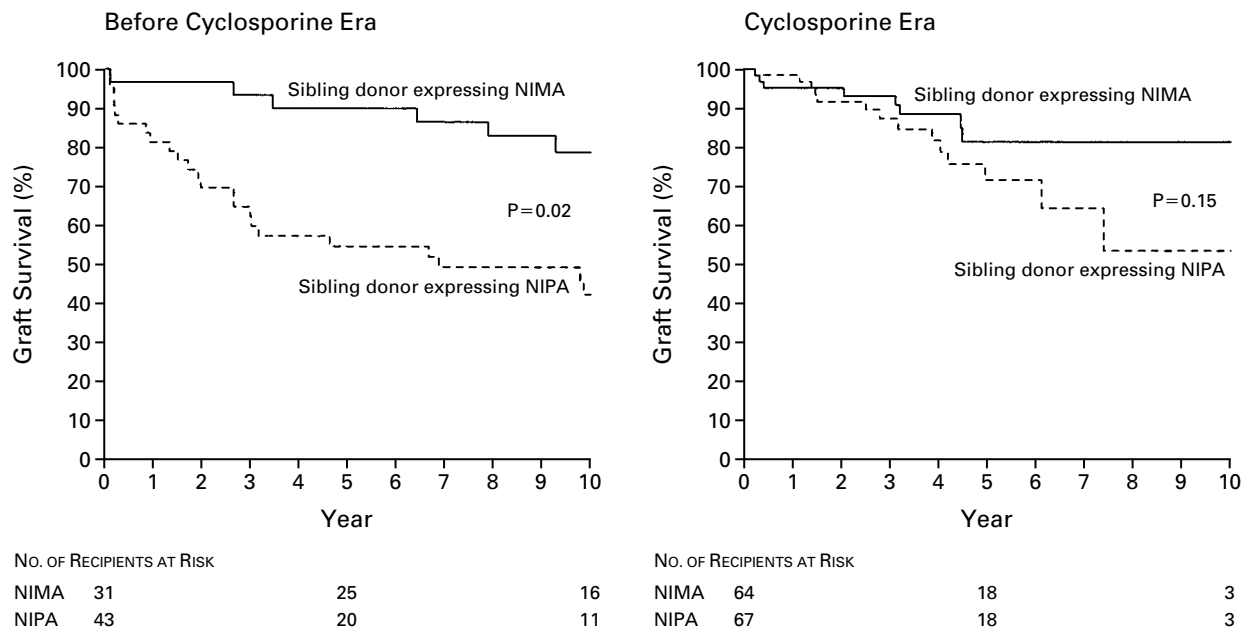 Before Cyclosporine Era
Graft Survival (%)
100
90
80
70
60
50
40
30
20
10
0
Sibling donor expressing NIMA
P=0.02
Sibling donor expressing NIPA
0 1 2 3 4 5 6 7 8 9 10
Year
NO. OF RECIPIENTS AT RISK
NIMA 31 25 16
NIPA 43 20 11
Cyclosporine Era
Graft Survival (%)
100
90
80
70
60
50
40
30
20
10
0
Sibling donor expressing NIMA
P=0.15
Sibling donor expressing NIPA
0 1 2 3 4 5 6 7 8 9 10
Year
NO. OF RECIPIENTS AT RISK
NIMA 64 18 3
NIPA 67 18 3